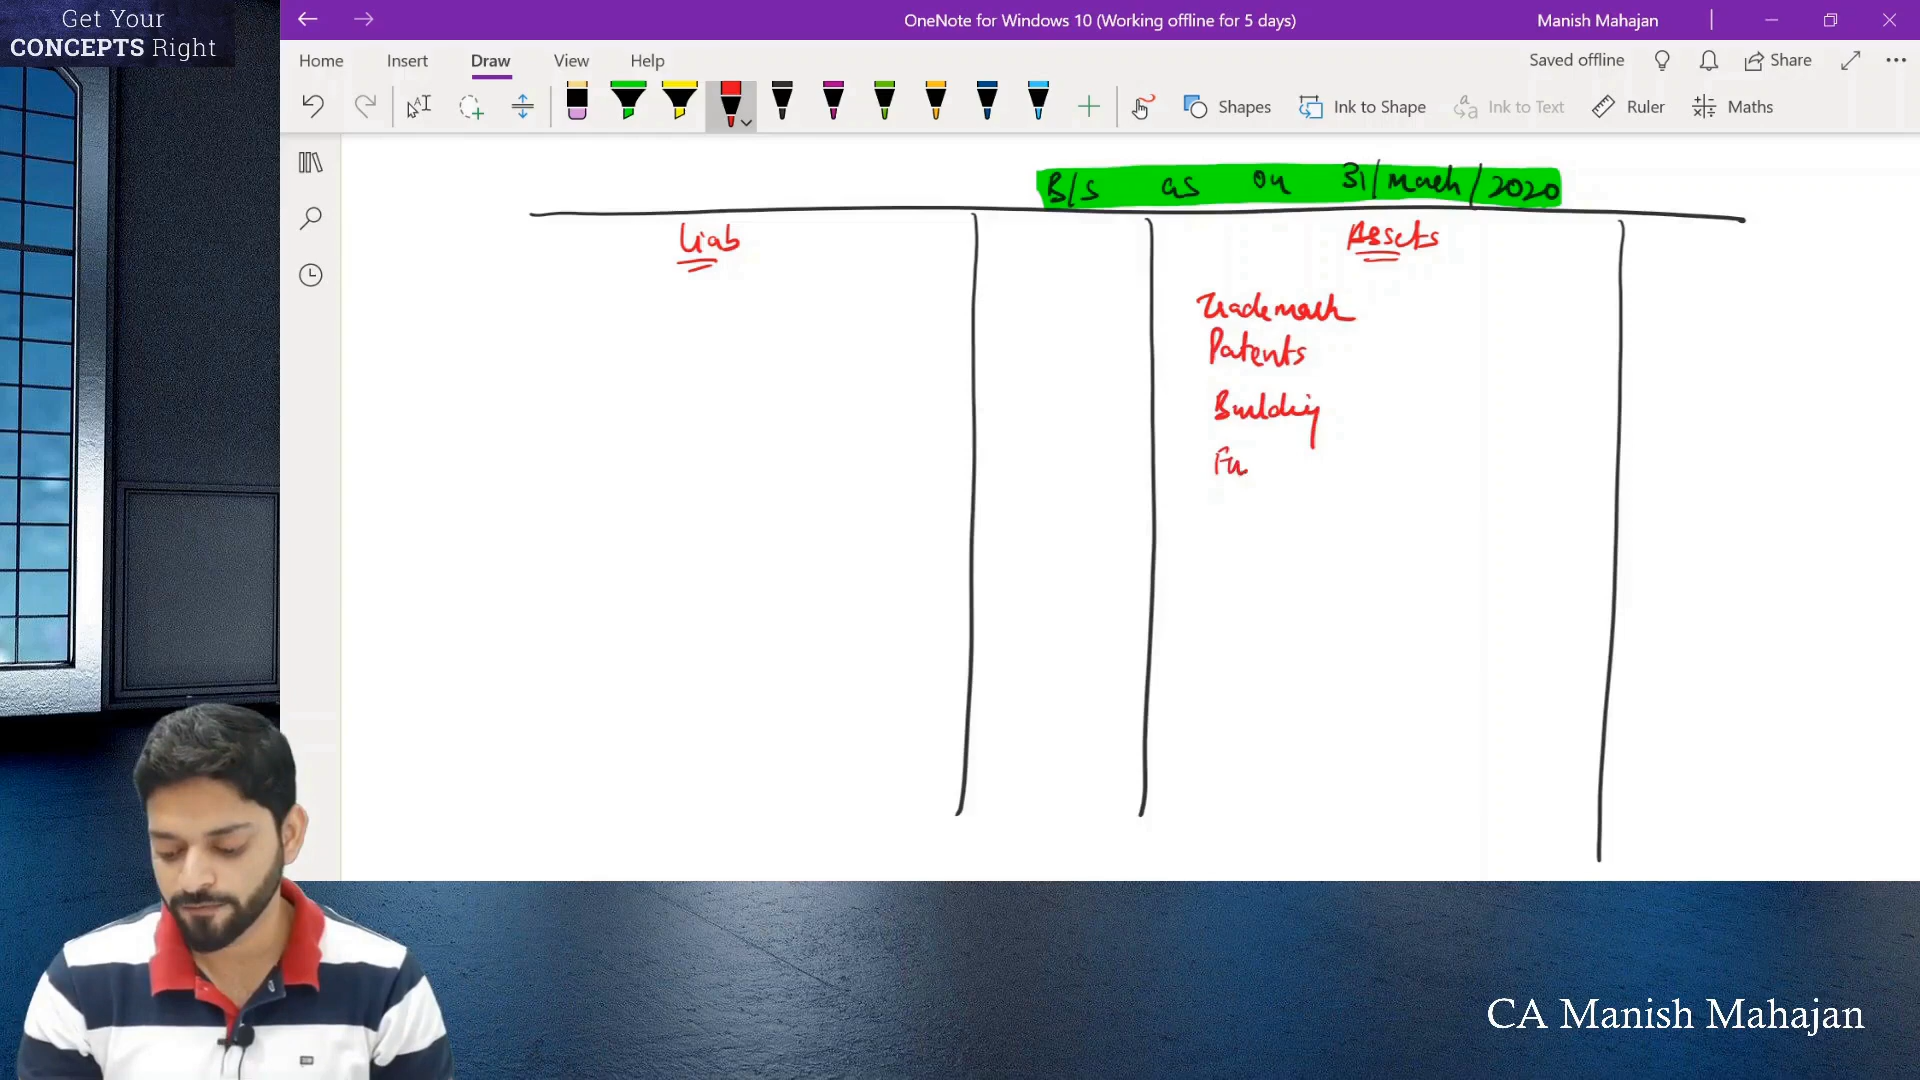 Get Your
CONCEPTS Right
OneNote for Windows 10 (Working offline for 5 days)
Manish Mahajan
Home Insert Draw View Help
Saved offline Share
Shapes Ink to Shape Ink to Text Ruler Maths
B/s as on 31/March/2020
Liab
Assets
Trademark
Patents
Building
Fu
CA Manish Mahajan